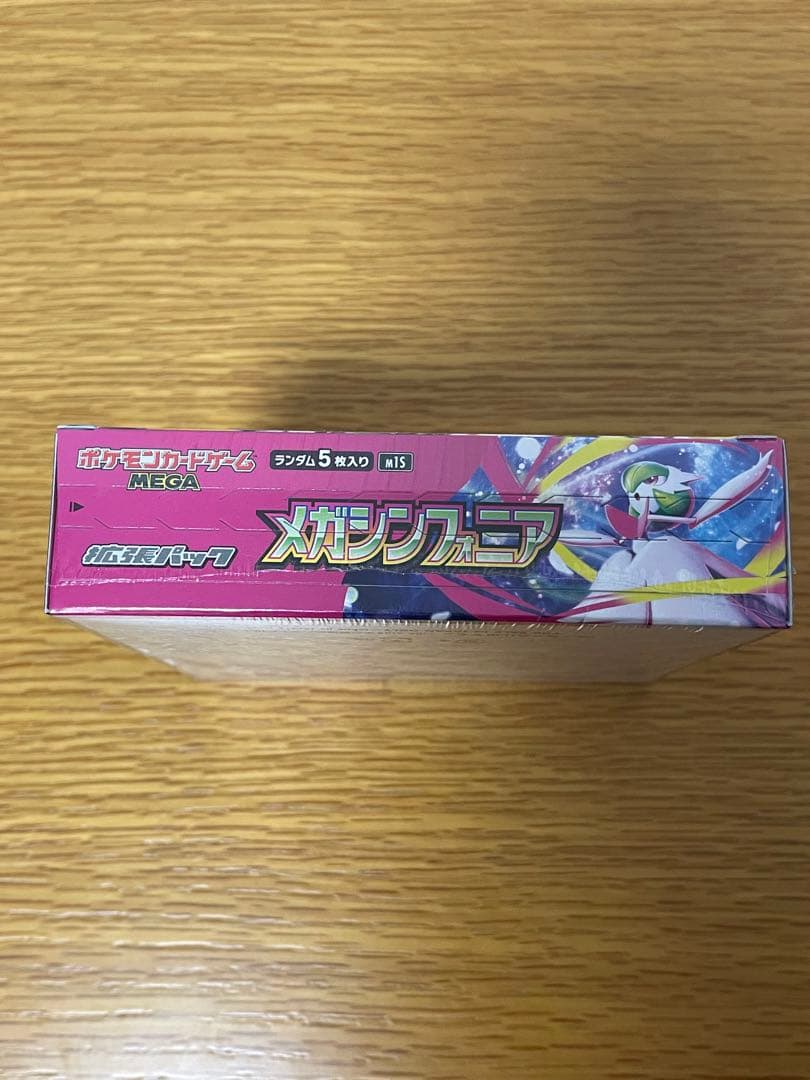 ポケモンカードゲーム
MEGA
ランダム5枚入り M1S
メガシンフォニア
拡張パック